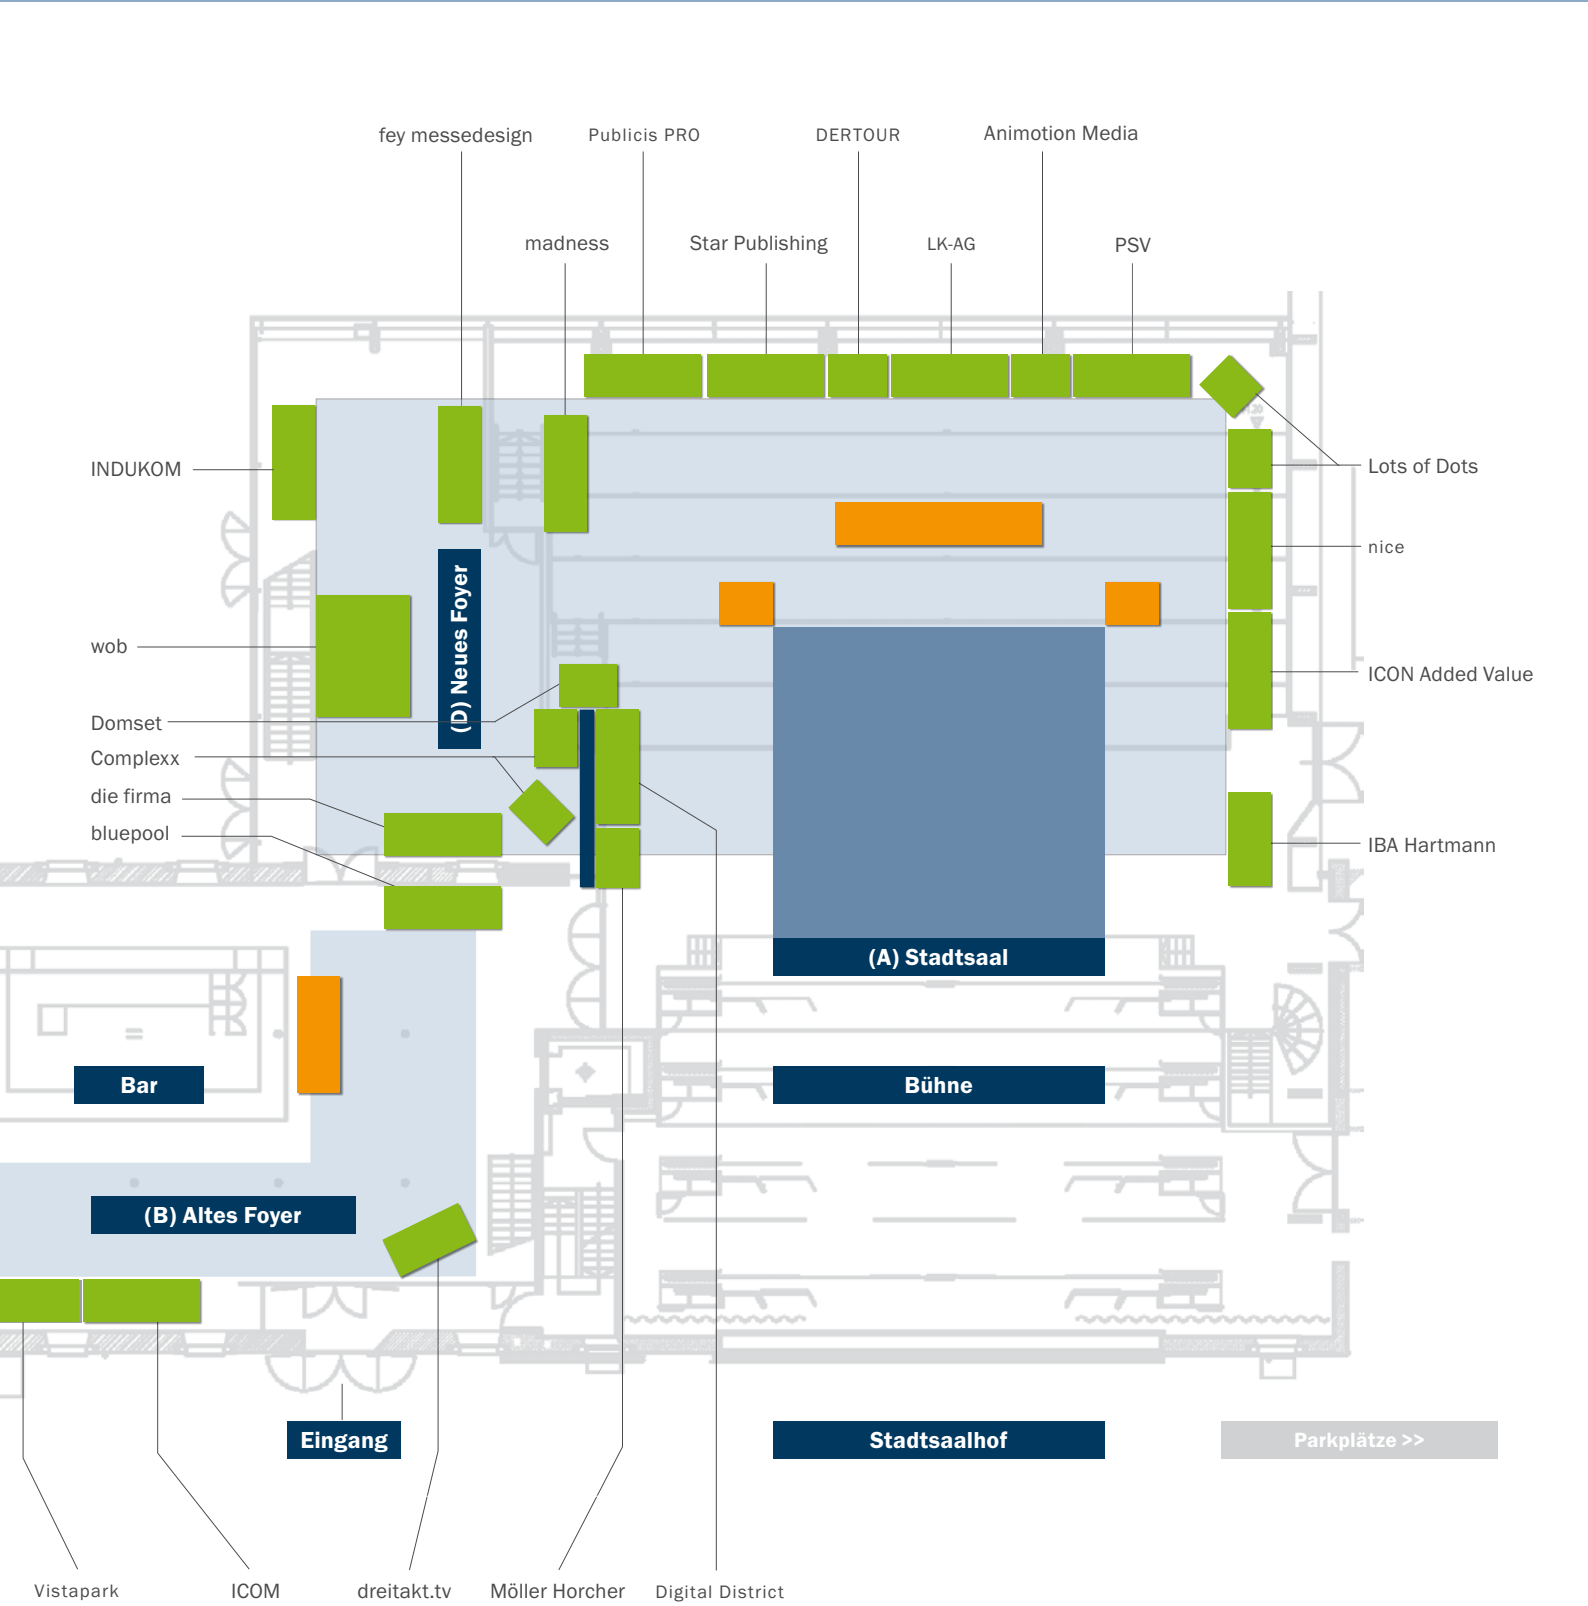 fey messedesign
Publicis PRO
DERTOUR
Animotion Media
madness
Star Publishing
LK-AG
PSV
INDUKOM
Lots of Dots
nice
(D) Neues Foyer
wob
ICON Added Value
Domset
Complexx
die firma
bluepool
IBA Hartmann
(A) Stadtsaal
Bar
Bühne
(B) Altes Foyer
Eingang
Stadtsaalhof
Parkplätze >>
Vistapark
ICOM
dreitakt.tv
Möller Horcher
Digital District